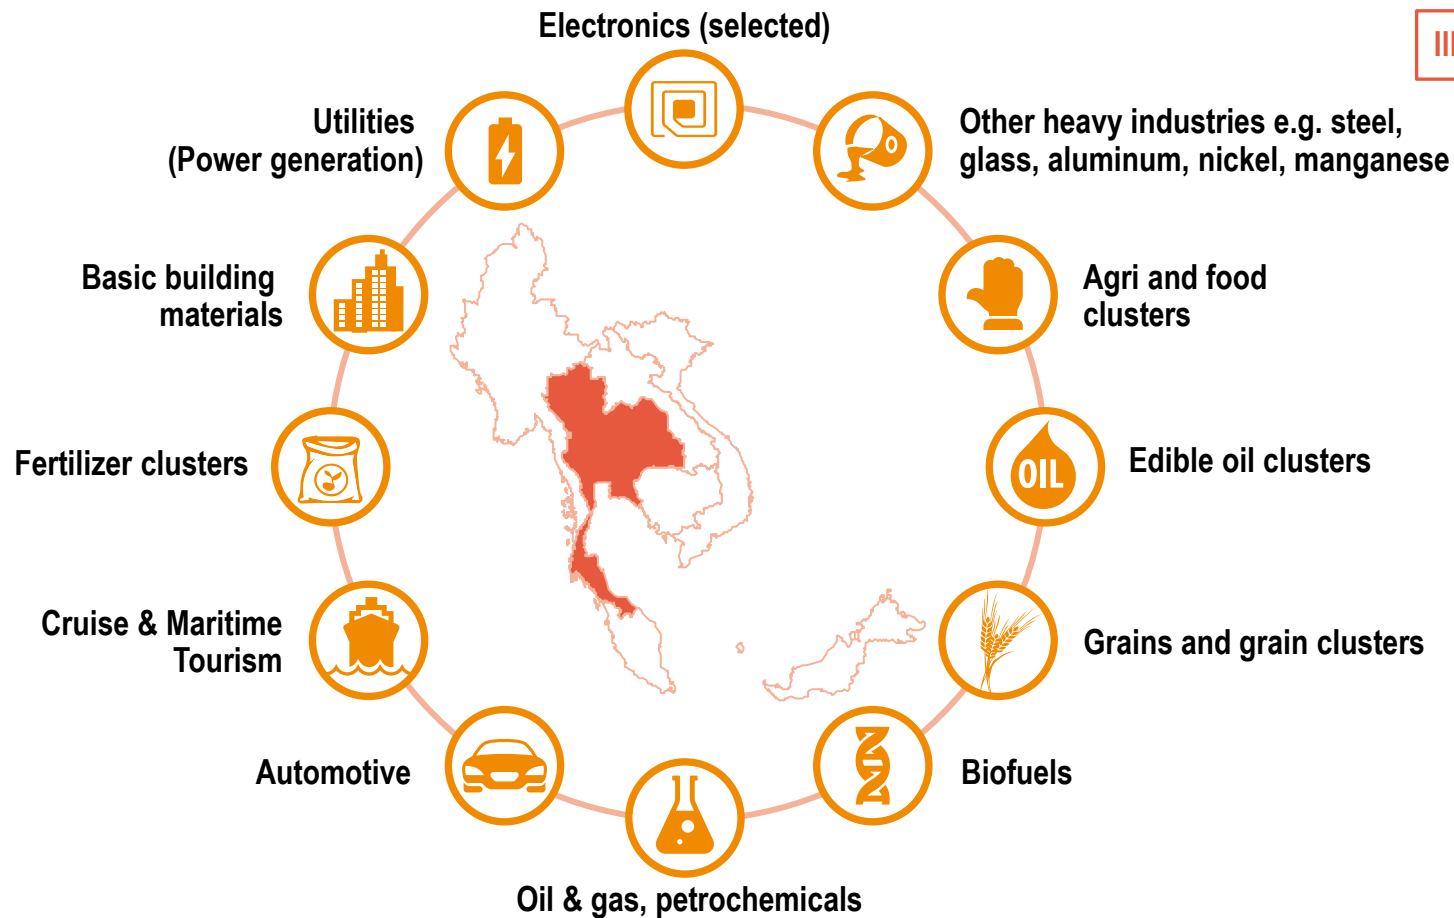 Electronics (selected)
III
Utilities
(Power generation)
Other heavy industries e.g. steel,
glass, aluminum, nickel, manganese
Basic building
materials
Agri and food
clusters
Fertilizer clusters
OIL
Edible oil clusters
Cruise & Maritime
Tourism
Grains and grain clusters
Automotive
Biofuels
Oil & gas, petrochemicals